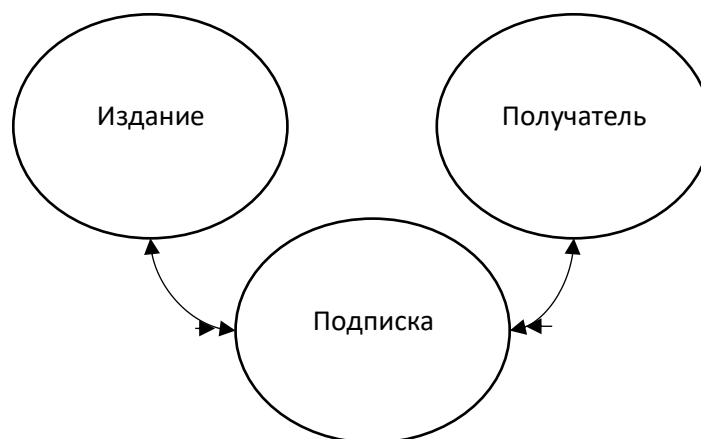 Издание
Получатель
Подписка